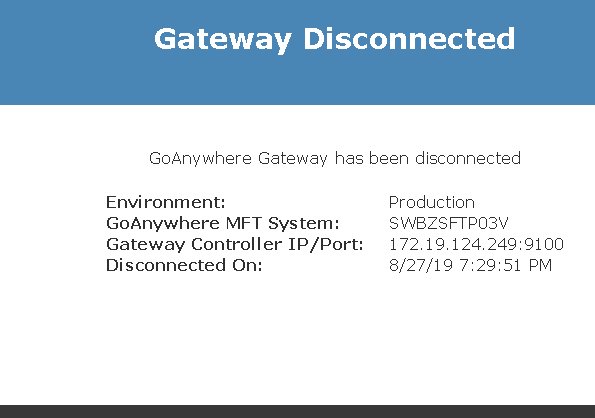 Gateway Disconnected
GoAnywhere Gateway has been disconnected
Environment: Production
GoAnywhere MFT System: SWBZSFTP03V
Gateway Controller IP/Port: 172.19.124.249:9100
Disconnected On: 8/27/19 7:29:51 PM